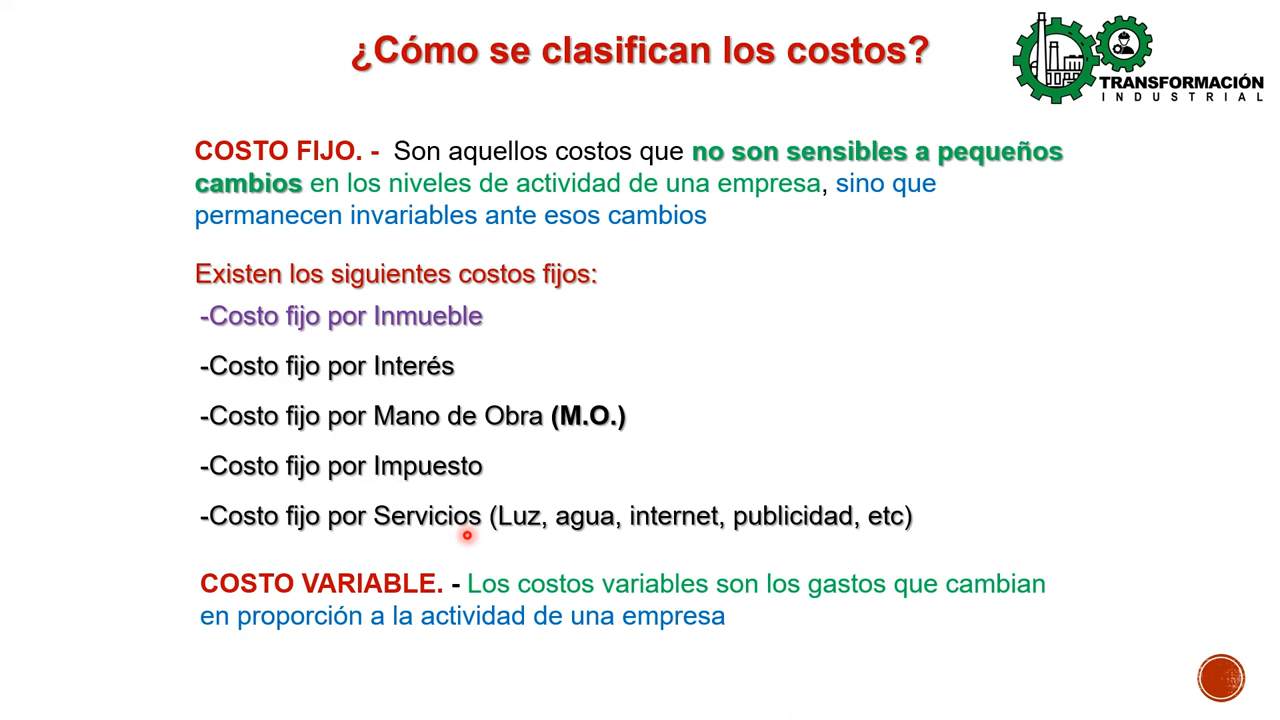 ¿Cómo se clasifican los costos?
TRANSFORMACIÓN
INDUSTRIAL
COSTO FIJO. - Son aquellos costos que no son sensibles a pequeños
cambios en los niveles de actividad de una empresa, sino que
permanecen invariables ante esos cambios
Existen los siguientes costos fijos:
-Costo fijo por Inmueble
-Costo fijo por Interés
-Costo fijo por Mano de Obra (M.O.)
-Costo fijo por Impuesto
-Costo fijo por Servicios (Luz, agua, internet, publicidad, etc)
COSTO VARIABLE. - Los costos variables son los gastos que cambian
en proporción a la actividad de una empresa